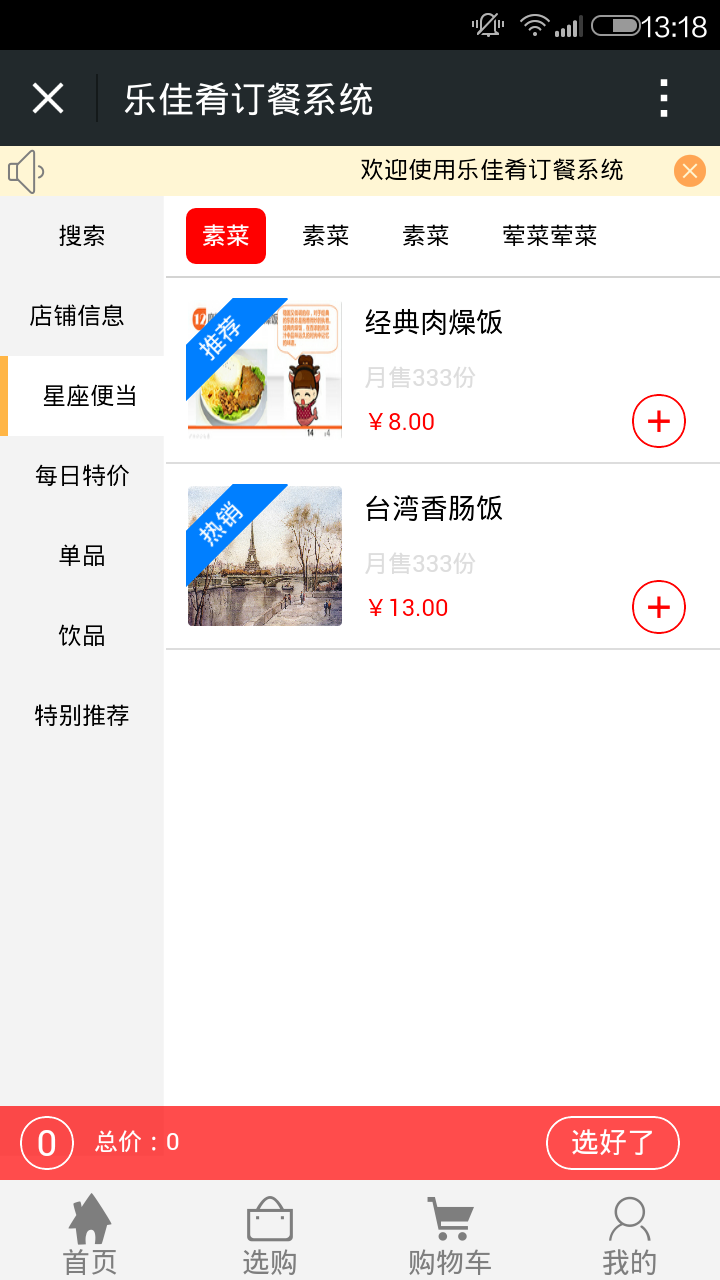 13:18
乐佳肴订餐系统
欢迎使用乐佳肴订餐系统
搜索
店铺信息
星座便当
每日特价
单品
饮品
特别推荐
素菜 素菜 素菜 荤菜荤菜
推荐
经典肉燥饭
月售333份
￥8.00
热销
台湾香肠饭
月售333份
￥13.00
0 总价：0 选好了
首页 选购 购物车 我的